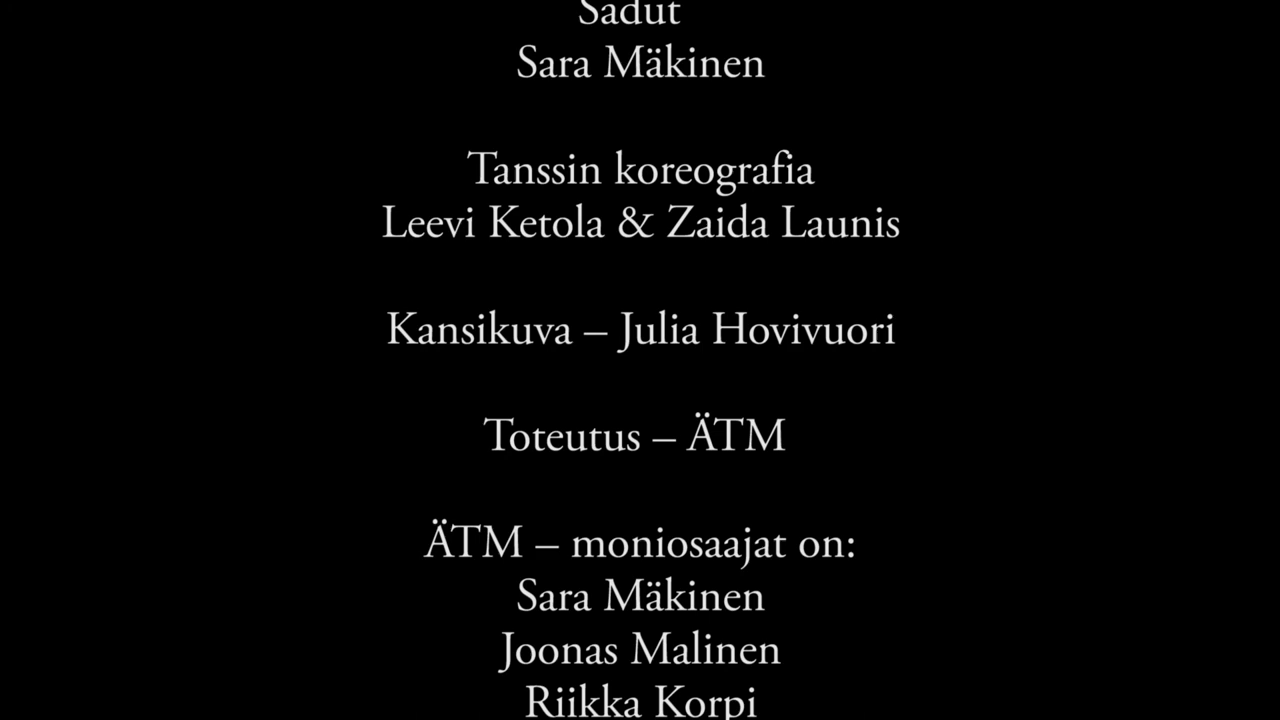 Sadut
Sara Mäkinen
Tanssin koreografia
Leevi Ketola & Zaida Launis
Kansikuva – Julia Hovivuori
Toteutus – ÄTM
ÄTM – moniosaajat on:
Sara Mäkinen
Joonas Malinen
Riikka Korpi